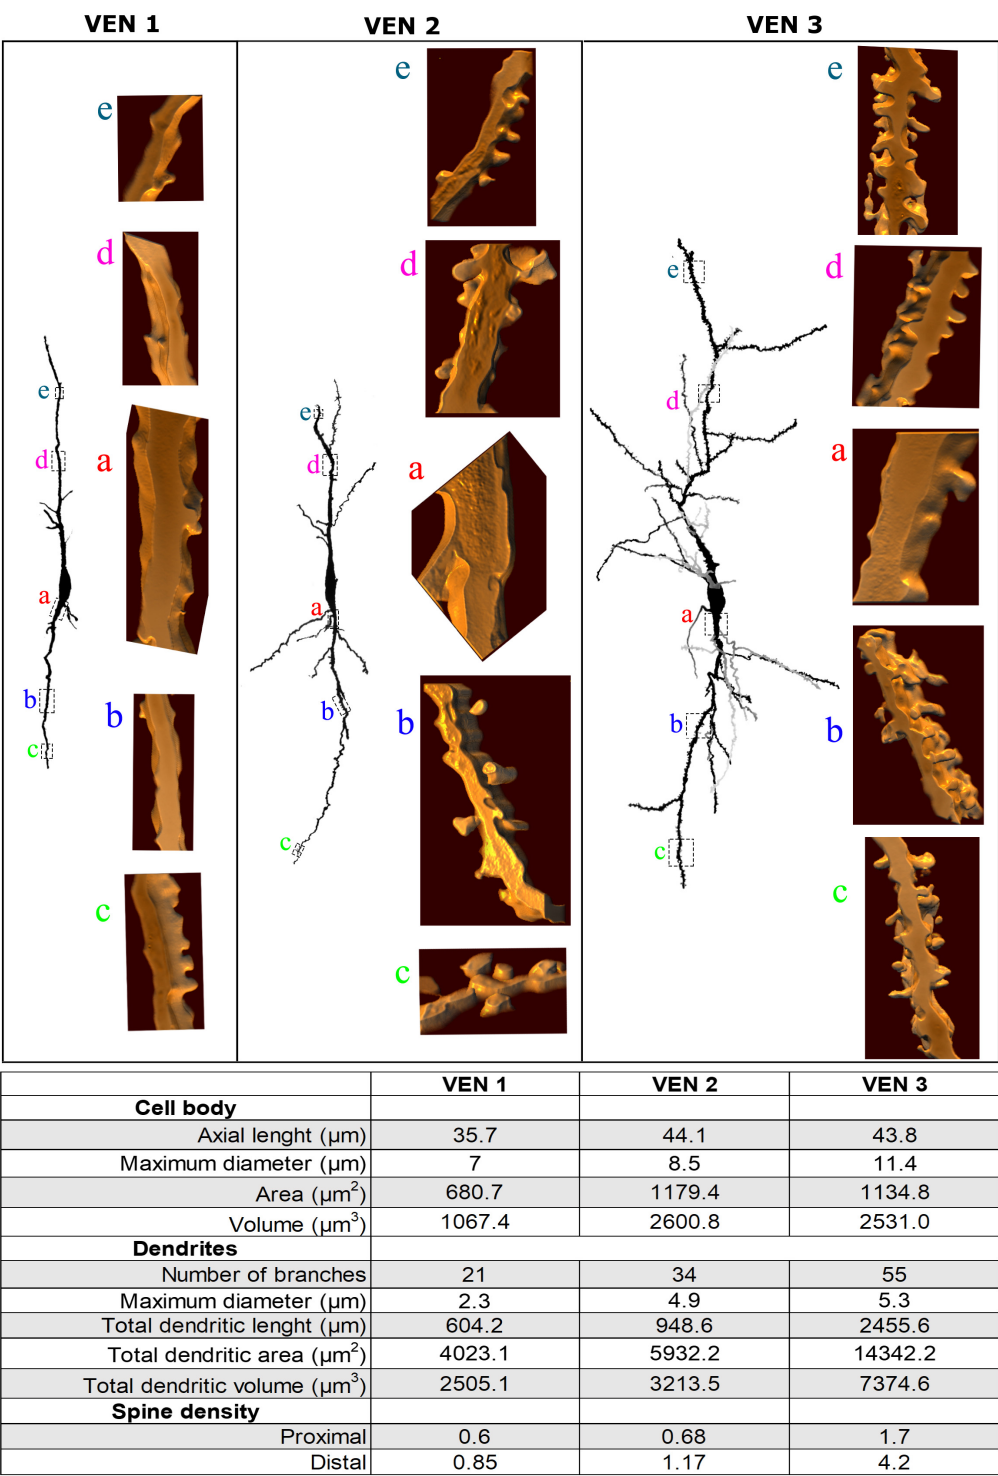 VEN 1
VEN 2
VEN 3
e
d
a
b
c
e
d
a
b
c
e
d
a
b
c
e
d
a
b
c
e
d
a
b
c
e
d
a
b
c
VEN 1 VEN 2 VEN 3
Cell body
Axial lenght (µm) 35.7 44.1 43.8
Maximum diameter (µm) 7 8.5 11.4
Area (µm²) 680.7 1179.4 1134.8
Volume (µm³) 1067.4 2600.8 2531.0
Dendrites
Number of branches 21 34 55
Maximum diameter (µm) 2.3 4.9 5.3
Total dendritic lenght (µm) 604.2 948.6 2455.6
Total dendritic area (µm²) 4023.1 5932.2 14342.2
Total dendritic volume (µm³) 2505.1 3213.5 7374.6
Spine density
Proximal 0.6 0.68 1.7
Distal 0.85 1.17 4.2